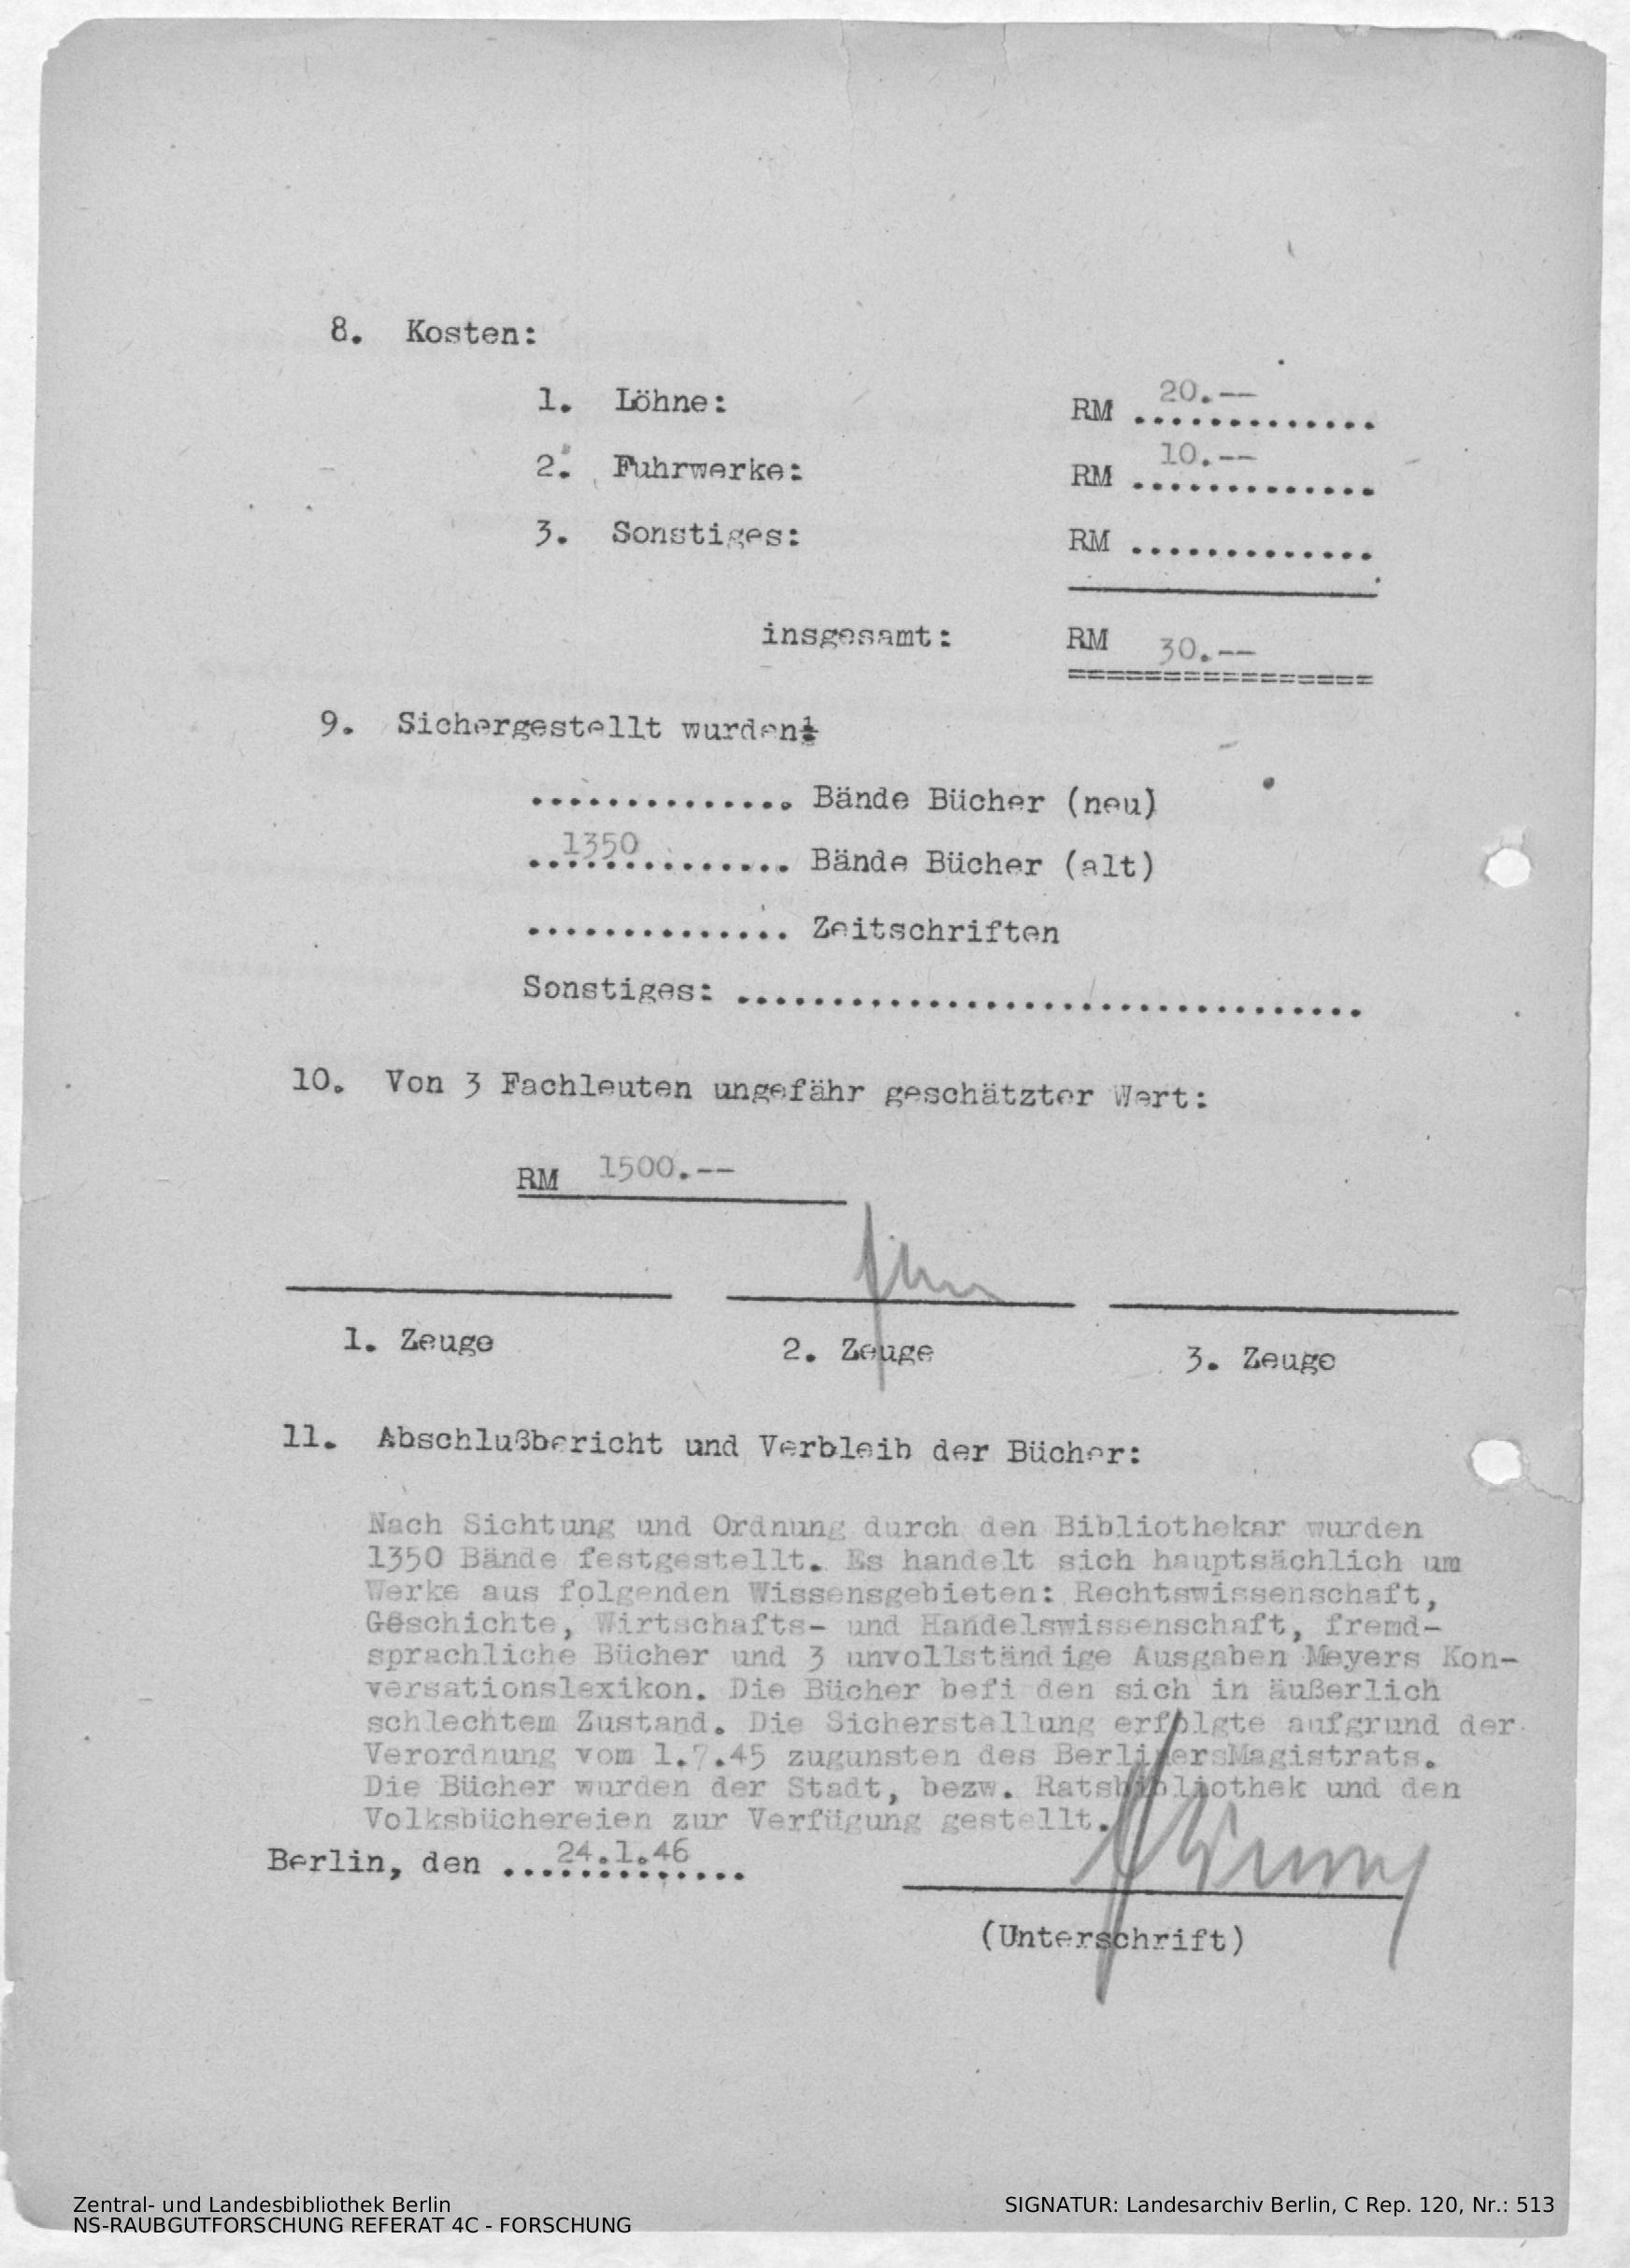 8. Kosten:
1. Löhne: RM 20.--
2. Fuhrwerke: RM 10.--
3. Sonstiges: RM .............
insgesamt: RM 30.--
================
9. Sichergestellt wurden:
.............. Bände Bücher (neu)
1350 .............. Bände Bücher (alt)
.............. Zeitschriften
Sonstiges: .................................
10. Von 3 Fachleuten ungefähr geschätzter Wert:
RM 1500.--
1. Zeuge 2. Zeuge 3. Zeuge
11. Abschlußbericht und Verbleib der Bücher:
Nach Sichtung und Ordnung durch den Bibliothekar wurden
1350 Bände festgestellt. Es handelt sich hauptsächlich um
Werke aus folgenden Wissensgebieten: Rechtswissenschaft,
Geschichte, Wirtschafts- und Handelswissenschaft, fremd-
sprachliche Bücher und 3 unvollständige Ausgaben Meyers Kon-
versationslexikon. Die Bücher befi den sich in äußerlich
schlechtem Zustand. Die Sicherstellung erfolgte aufgrund der
Verordnung vom 1.7.45 zugunsten des BerlinersMagistrats.
Die Bücher wurden der Stadt, bezw. Ratsbibliothek und den
Volksbüchereien zur Verfügung gestellt.
Berlin, den 24.1.46
(Unterschrift)
Zentral- und Landesbibliothek Berlin
NS-RAUBGUTFORSCHUNG REFERAT 4C - FORSCHUNG
SIGNATUR: Landesarchiv Berlin, C Rep. 120, Nr.: 513